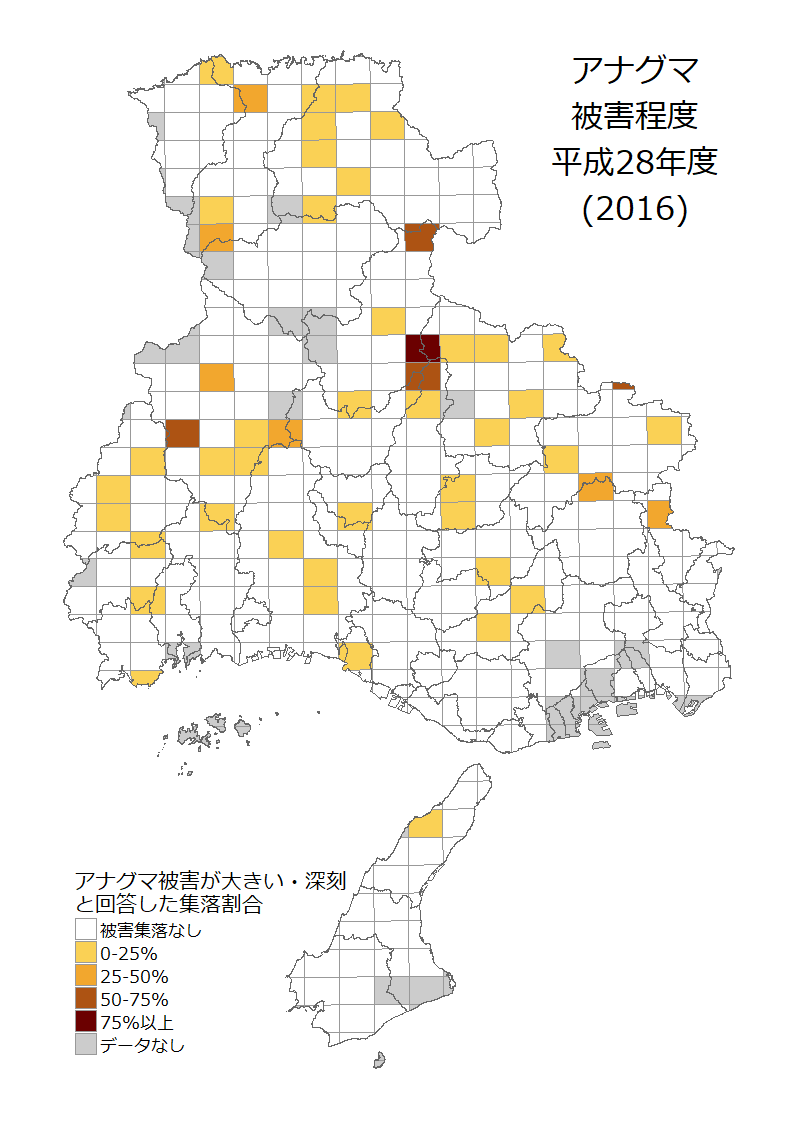 アナグマ
被害程度
平成28年度
(2016)
アナグマ被害が大きい・深刻
と回答した集落割合
被害集落なし
0-25%
25-50%
50-75%
75%以上
データなし